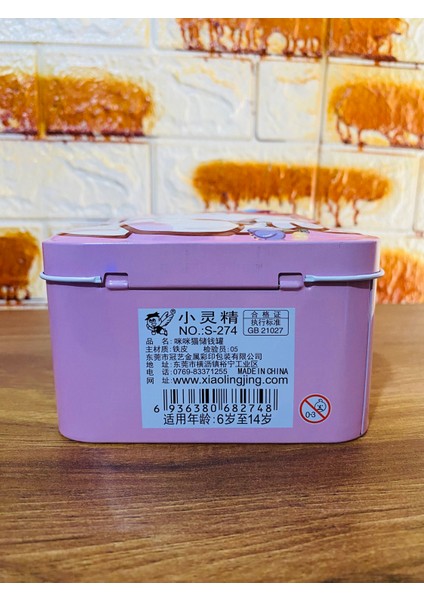 小灵精
NO.:S-274
合格证
执行标准
GB 21027
品名：咪咪猫储钱罐
主材质：铁皮 检验员：05
东莞市冠艺金属彩印包装有限公司
地址：东莞市横沥镇裕宁工业区
电话：0769-83371255 MADE IN CHINA
网址：www.xiaolingjing.com
6 936380 682748
适用年龄：6岁至14岁
0-3